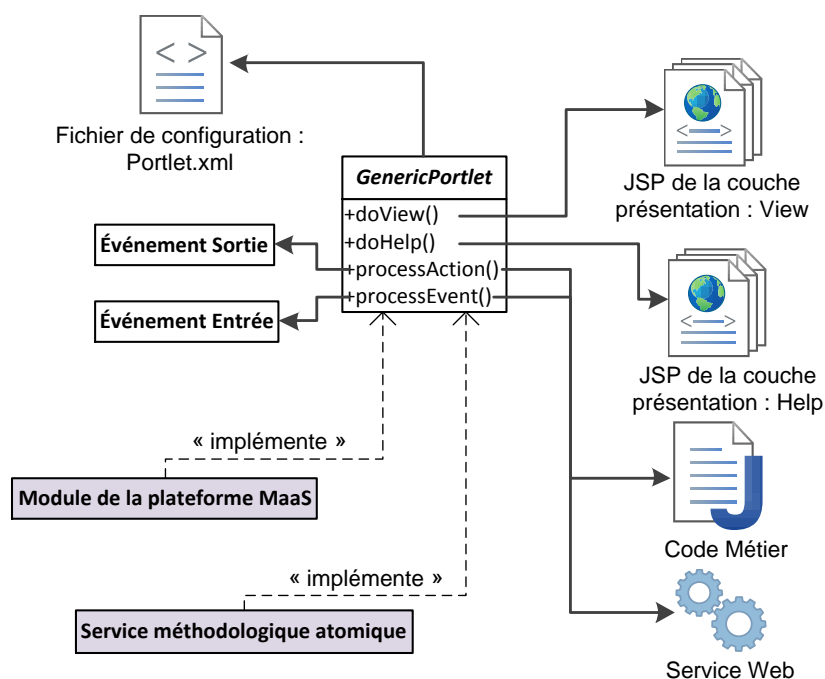 < >
Fichier de configuration :
Portlet.xml
GenericPortlet
+doView()
+doHelp()
+processAction()
+processEvent()
JSP de la couche
présentation : View
Événement Sortie
Événement Entrée
JSP de la couche
présentation : Help
« implémente »
Module de la plateforme MaaS
Code Métier
« implémente »
Service méthodologique atomique
Service Web